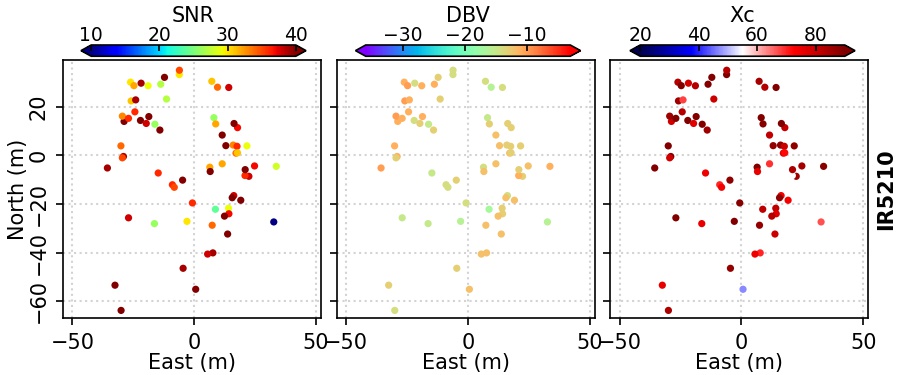 SNR DBV Xc
10 20 30 40 −30 −20 −10 20 40 60 80
20
0
−20
−40
−60
North (m)
IR5210
−50 0 50 −50 0 50 −50 0 50
East (m) East (m) East (m)